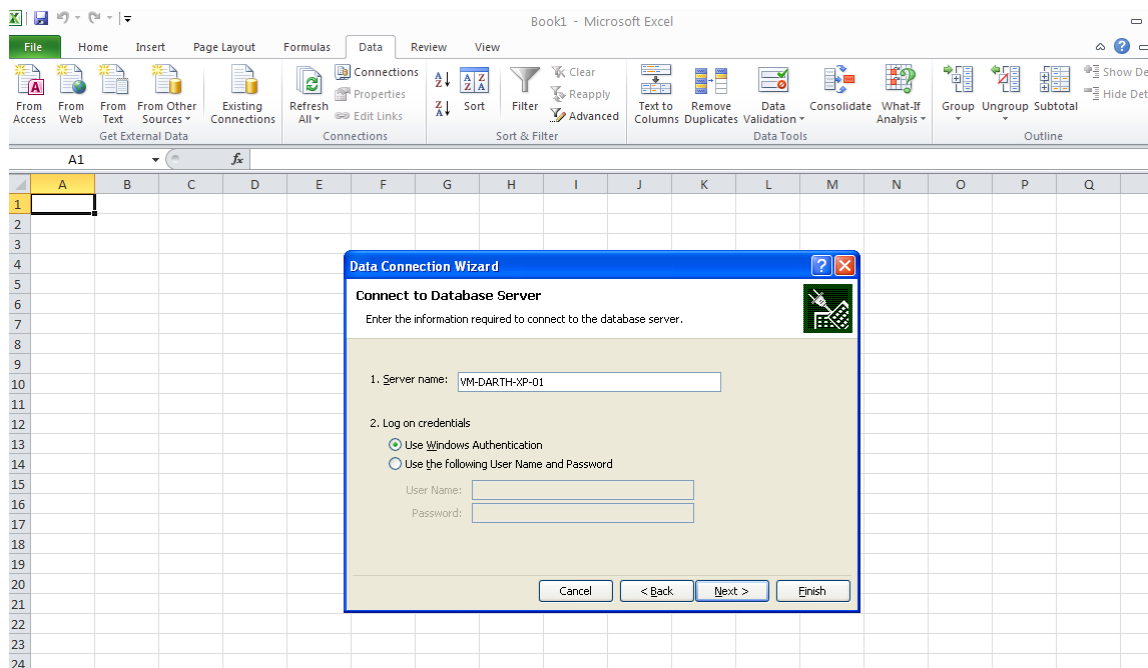 Book1 - Microsoft Excel
File Home Insert Page Layout Formulas Data Review View
From Access
From Web
From Text
From Other Sources
Existing Connections
Get External Data
Refresh All
Connections
Properties
Edit Links
Connections
Sort
Filter
Clear
Reapply
Advanced
Sort & Filter
Text to Columns
Remove Duplicates
Data Validation
Consolidate
What-If Analysis
Data Tools
Group
Ungroup
Subtotal
Show De
Hide Det
Outline
A1 fx
A B C D E F G H I J K L M N O P Q
1
2
3
4
5
6
7
8
9
10
11
12
13
14
15
16
17
18
19
20
21
22
23
24
Data Connection Wizard
Connect to Database Server
Enter the information required to connect to the database server.
1. Server name: VM-DARTH-XP-01
2. Log on credentials
Use Windows Authentication
Use the following User Name and Password
User Name:
Password:
Cancel < Back Next > Finish